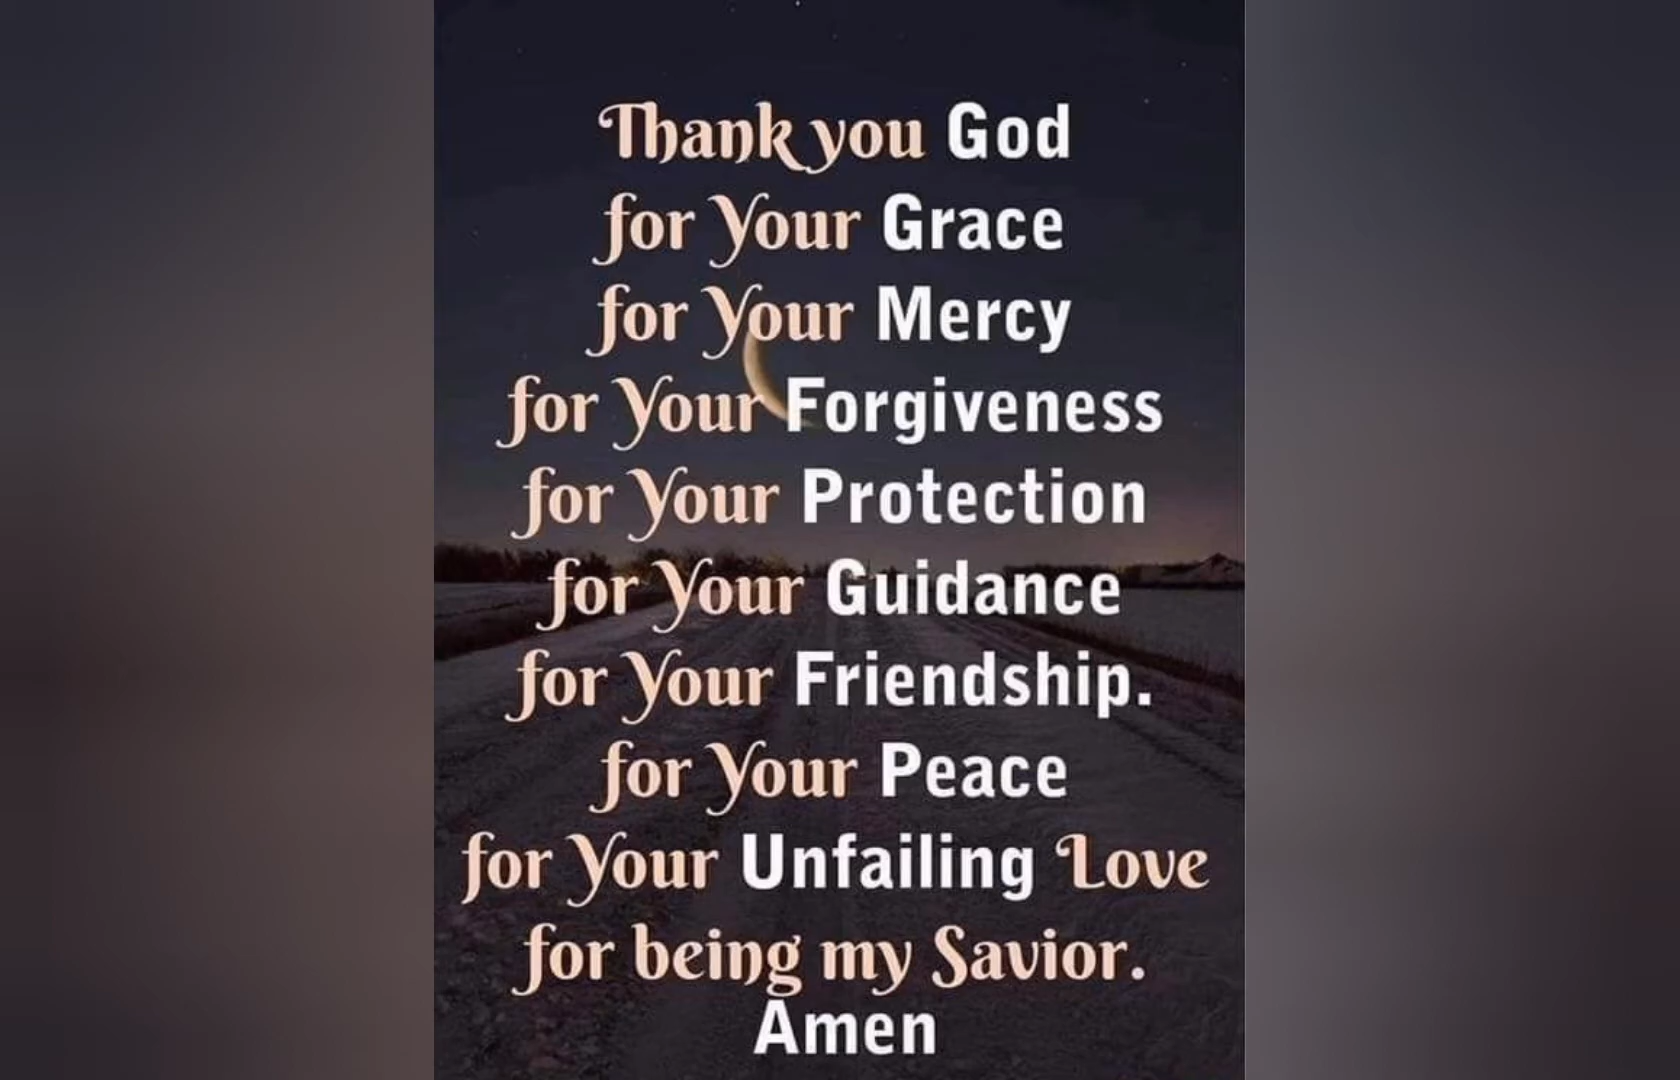 Thank you God
for Your Grace
for Your Mercy
for Your Forgiveness
for Your Protection
for Your Guidance
for Your Friendship.
for Your Peace
for Your Unfailing Love
for being my Savior.
Amen